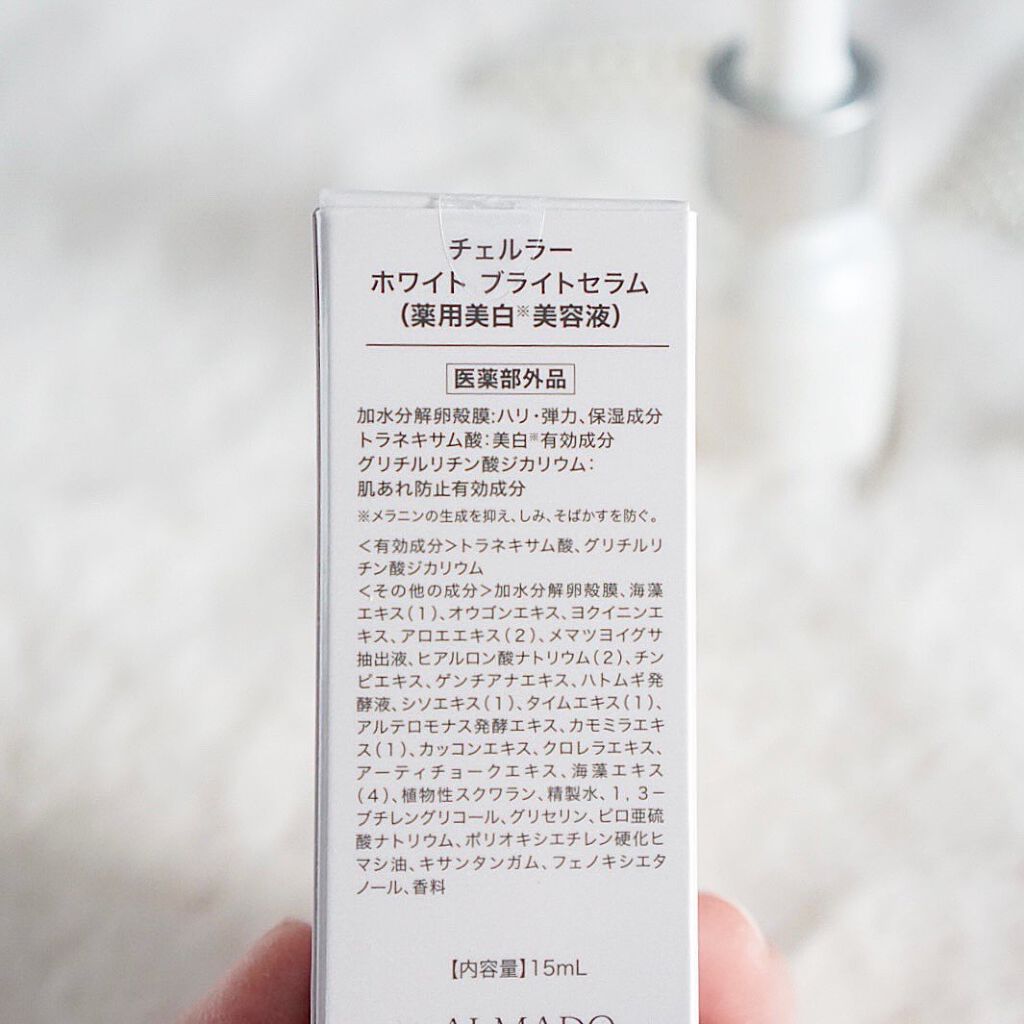 チェルラー
ホワイト ブライトセラム
(薬用美白※美容液)
医薬部外品
加水分解卵殻膜:ハリ・弾力、保湿成分
トラネキサム酸:美白※有効成分
グリチルリチン酸ジカリウム:
肌あれ防止有効成分
※メラニンの生成を抑え、しみ、そばかすを防ぐ。
<有効成分>トラネキサム酸、グリチルリ
チン酸ジカリウム
<その他の成分>加水分解卵殻膜、海藻
エキス(1)、オウゴンエキス、ヨクイニンエ
キス、アロエエキス(2)、メマツヨイグサ
抽出液、ヒアルロン酸ナトリウム(2)、チン
ピエキス、ゲンチアナエキス、ハトムギ発
酵液、シソエキス(1)、タイムエキス(1)、
アルテロモナス発酵エキス、カモミラエキ
ス(1)、カッコンエキス、クロレラエキス、
アーティチョークエキス、海藻エキス
(4)、植物性スクワラン、精製水、1,3−
ブチレングリコール、グリセリン、ピロ亜硫
酸ナトリウム、ポリオキシエチレン硬化ヒ
マシ油、キサンタンガム、フェノキシエタ
ノール、香料
【内容量】15mL
ALMADO